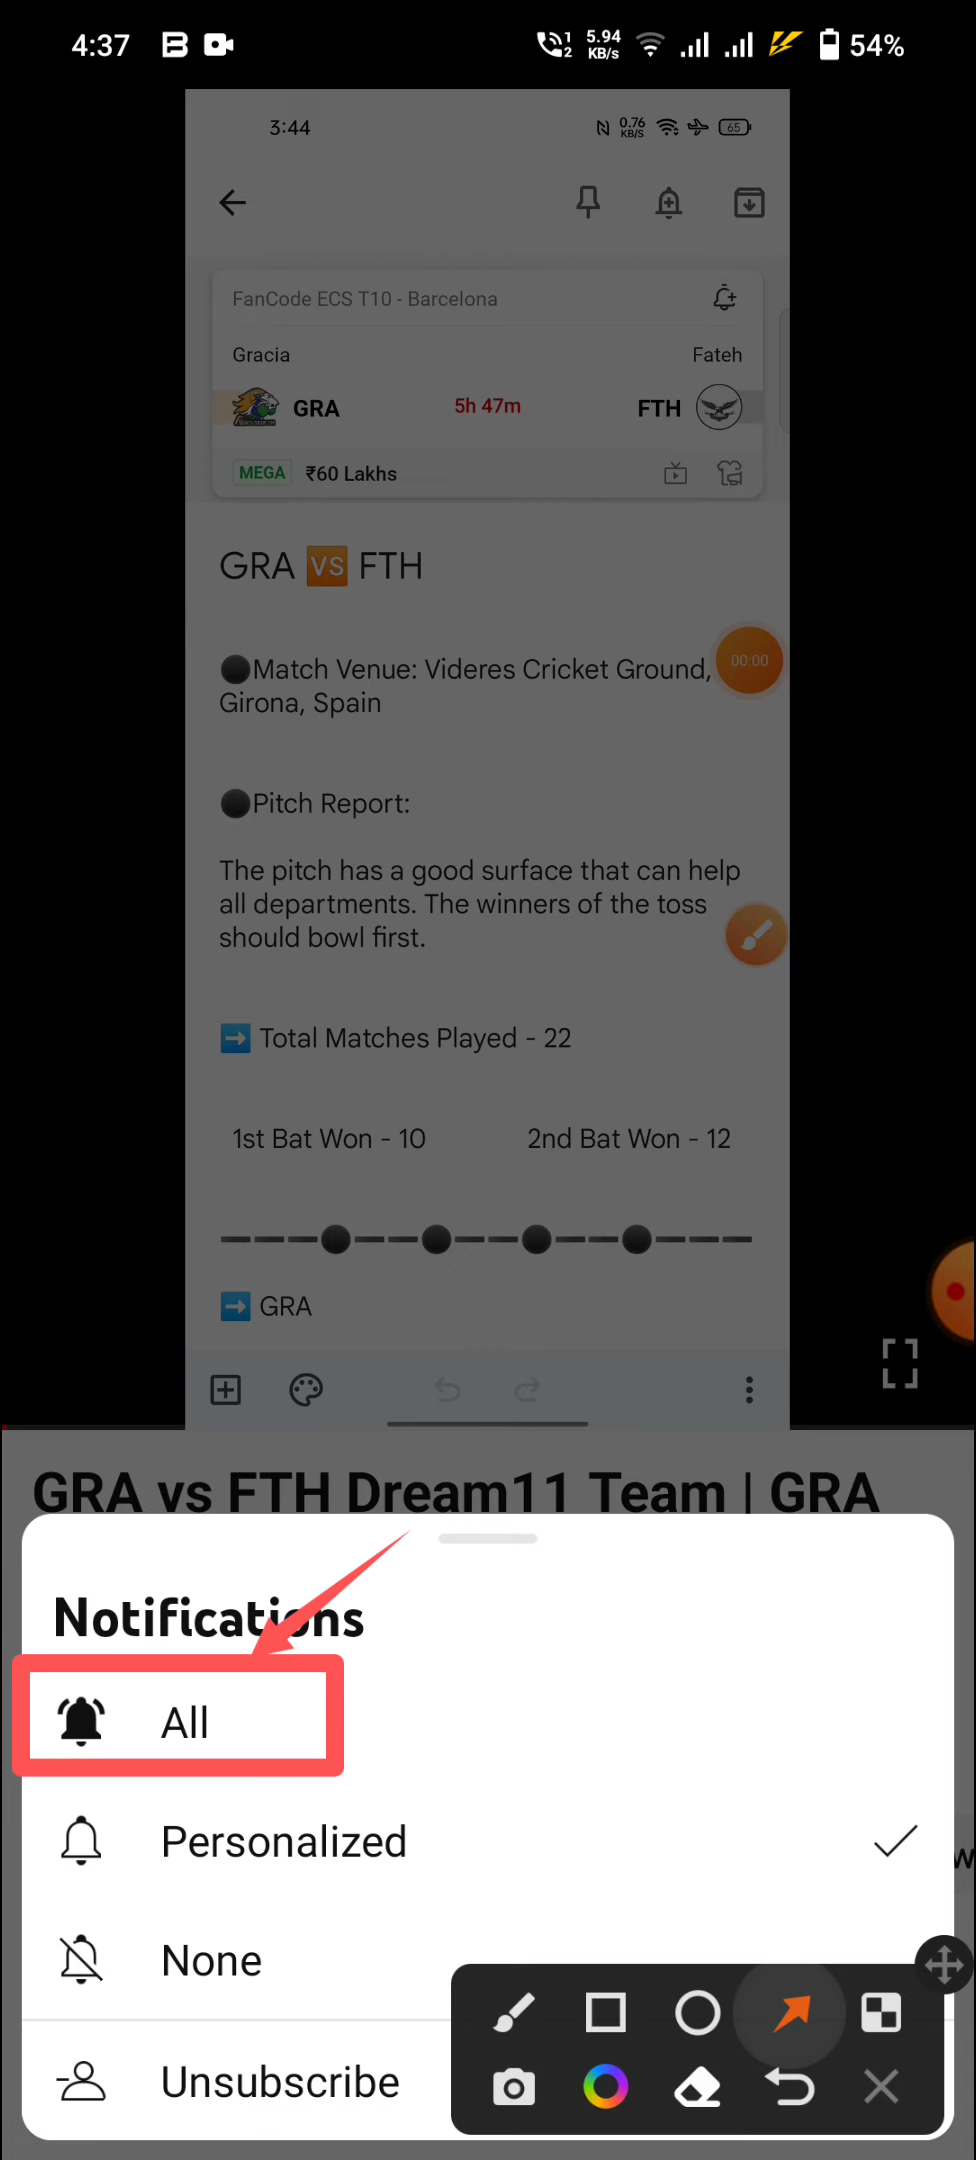 4:37
1
2
5.94
KB/s
54%
3:44
0.76
KB/S
65
FanCode ECS T10 - Barcelona
Gracia
Fateh
GRA
5h 47m
FTH
MEGA
₹60 Lakhs
GRA 🆚 FTH
⚫Match Venue: Videres Cricket Ground,
Girona, Spain
00:00
⚫Pitch Report:
The pitch has a good surface that can help
all departments. The winners of the toss
should bowl first.
➡️ Total Matches Played - 22
1st Bat Won - 10
2nd Bat Won - 12
➡️ GRA
GRA vs FTH Dream11 Team | GRA
Notifications
All
Personalized
None
Unsubscribe